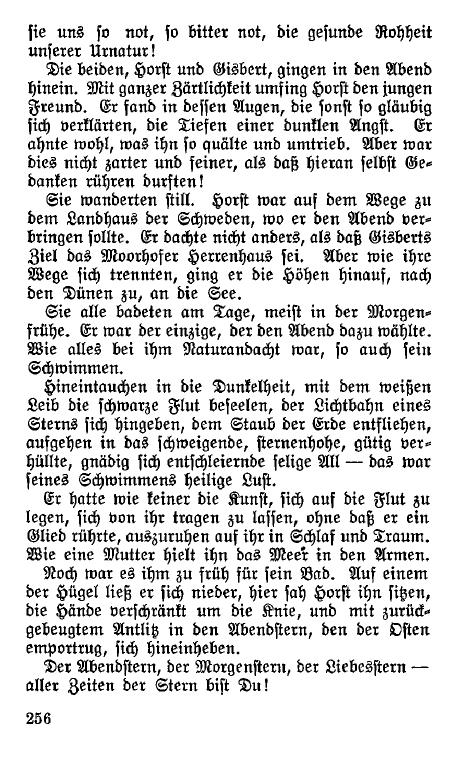 sie uns so not, so bitter not, die gesunde Rohheit
unserer Urnatur!
Die beiden, Horst und Gisbert, gingen in den Abend
hinein. Mit ganzer Zärtlichkeit umfing Horst den jungen
Freund. Er fand in dessen Augen, die sonst so gläubig
sich verklärten, die Tiefen einer dunklen Angst. Er
ahnte wohl, was ihn so quälte und umtrieb. Aber war
dies nicht zarter und feiner, als daß hieran selbst Ge-
danken rühren durften!
Sie wanderten still. Horst war auf dem Wege zu
dem Landhaus der Schweden, wo er den Abend ver-
bringen sollte. Er dachte nicht anders, als daß Gisberts
Ziel das Moorhofer Herrenhaus sei. Aber wie ihre
Wege sich trennten, ging er die Höhen hinauf, nach
den Dünen zu, an die See.
Sie alle badeten am Tage, meist in der Morgen-
frühe. Er war der einzige, der den Abend dazu wählte.
Wie alles bei ihm Naturandacht war, so auch sein
Schwimmen.
Hineintauchen in die Dunkelheit, mit dem weißen
Leib die schwarze Flut beseelen, der Lichtbahn eines
Sterns sich hingeben, dem Staub der Erde entfliehen,
aufgehen in das schweigende, sternenhohe, gütig ver-
hüllte, gnädig sich entschleiernde selige All — das war
seines Schwimmens heilige Lust.
Er hatte wie keiner die Kunst, sich auf die Flut zu
legen, sich von ihr tragen zu lassen, ohne daß er ein
Glied rührte, auszuruhen auf ihr in Schlaf und Traum.
Wie eine Mutter hielt ihn das Meer in den Armen.
Noch war es ihm zu früh für sein Bad. Auf einem
der Hügel ließ er sich nieder, hier sah Horst ihn sitzen,
die Hände verschränkt um die Knie, und mit zurück-
gebeugtem Antlitz in den Abendstern, den der Osten
emportrug, sich hineinheben.
Der Abendstern, der Morgenstern, der Liebesstern —
aller Zeiten der Stern bist Du!
256